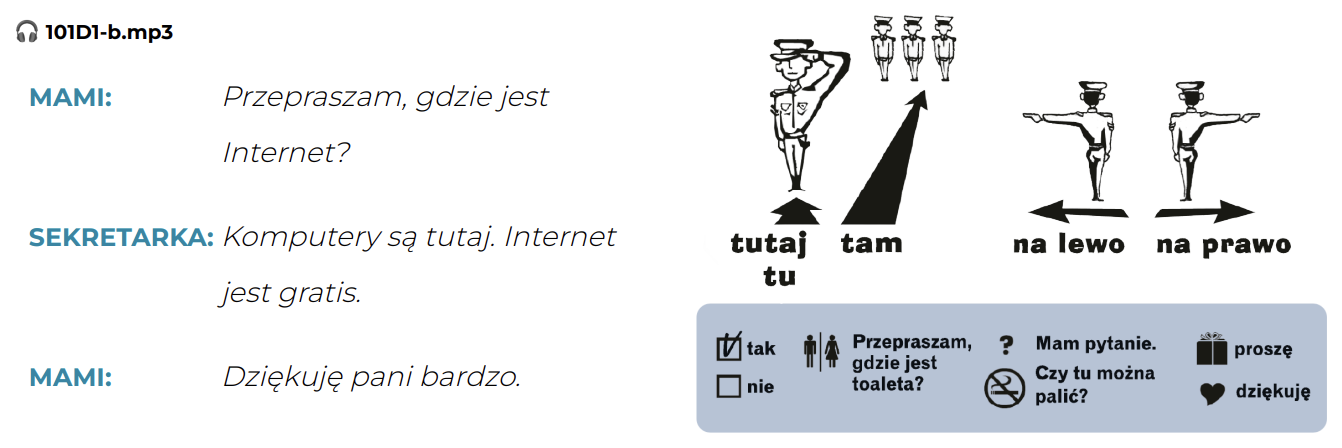 101D1-b.mp3
MAMI: Przepraszam, gdzie jest
Internet?
SEKRETARKA: Komputery są tutaj. Internet
jest gratis.
MAMI: Dziękuję pani bardzo.
tutaj
tu
tam
na lewo
na prawo
tak
nie
Przepraszam,
gdzie jest
toaleta?
? Mam pytanie.
Czy tu można
palić?
proszę
dziękuję